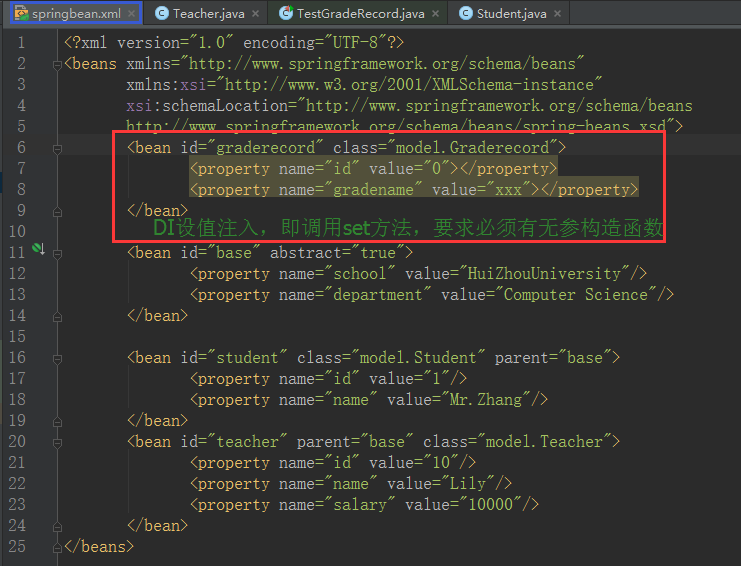 springbean.xml × Teacher.java × TestGradeRecord.java × Student.java ×
1 <?xml version="1.0" encoding="UTF-8"?>
2 <beans xmlns="http://www.springframework.org/schema/beans"
3 xmlns:xsi="http://www.w3.org/2001/XMLSchema-instance"
4 xsi:schemaLocation="http://www.springframework.org/schema/beans
5 http://www.springframework.org/schema/beans/spring-beans.xsd">
6 <bean id="graderecord" class="model.Graderecord">
7 <property name="id" value="0"></property>
8 <property name="gradename" value="xxx"></property>
9 </bean>
10 DI设值注入，即调用set方法，要求必须有无参构造函数
11 <bean id="base" abstract="true">
12 <property name="school" value="HuiZhouUniversity"/>
13 <property name="department" value="Computer Science"/>
14 </bean>
15
16 <bean id="student" class="model.Student" parent="base">
17 <property name="id" value="1"/>
18 <property name="name" value="Mr.Zhang"/>
19 </bean>
20 <bean id="teacher" parent="base" class="model.Teacher">
21 <property name="id" value="10"/>
22 <property name="name" value="Lily"/>
23 <property name="salary" value="10000"/>
24 </bean>
25 </beans>